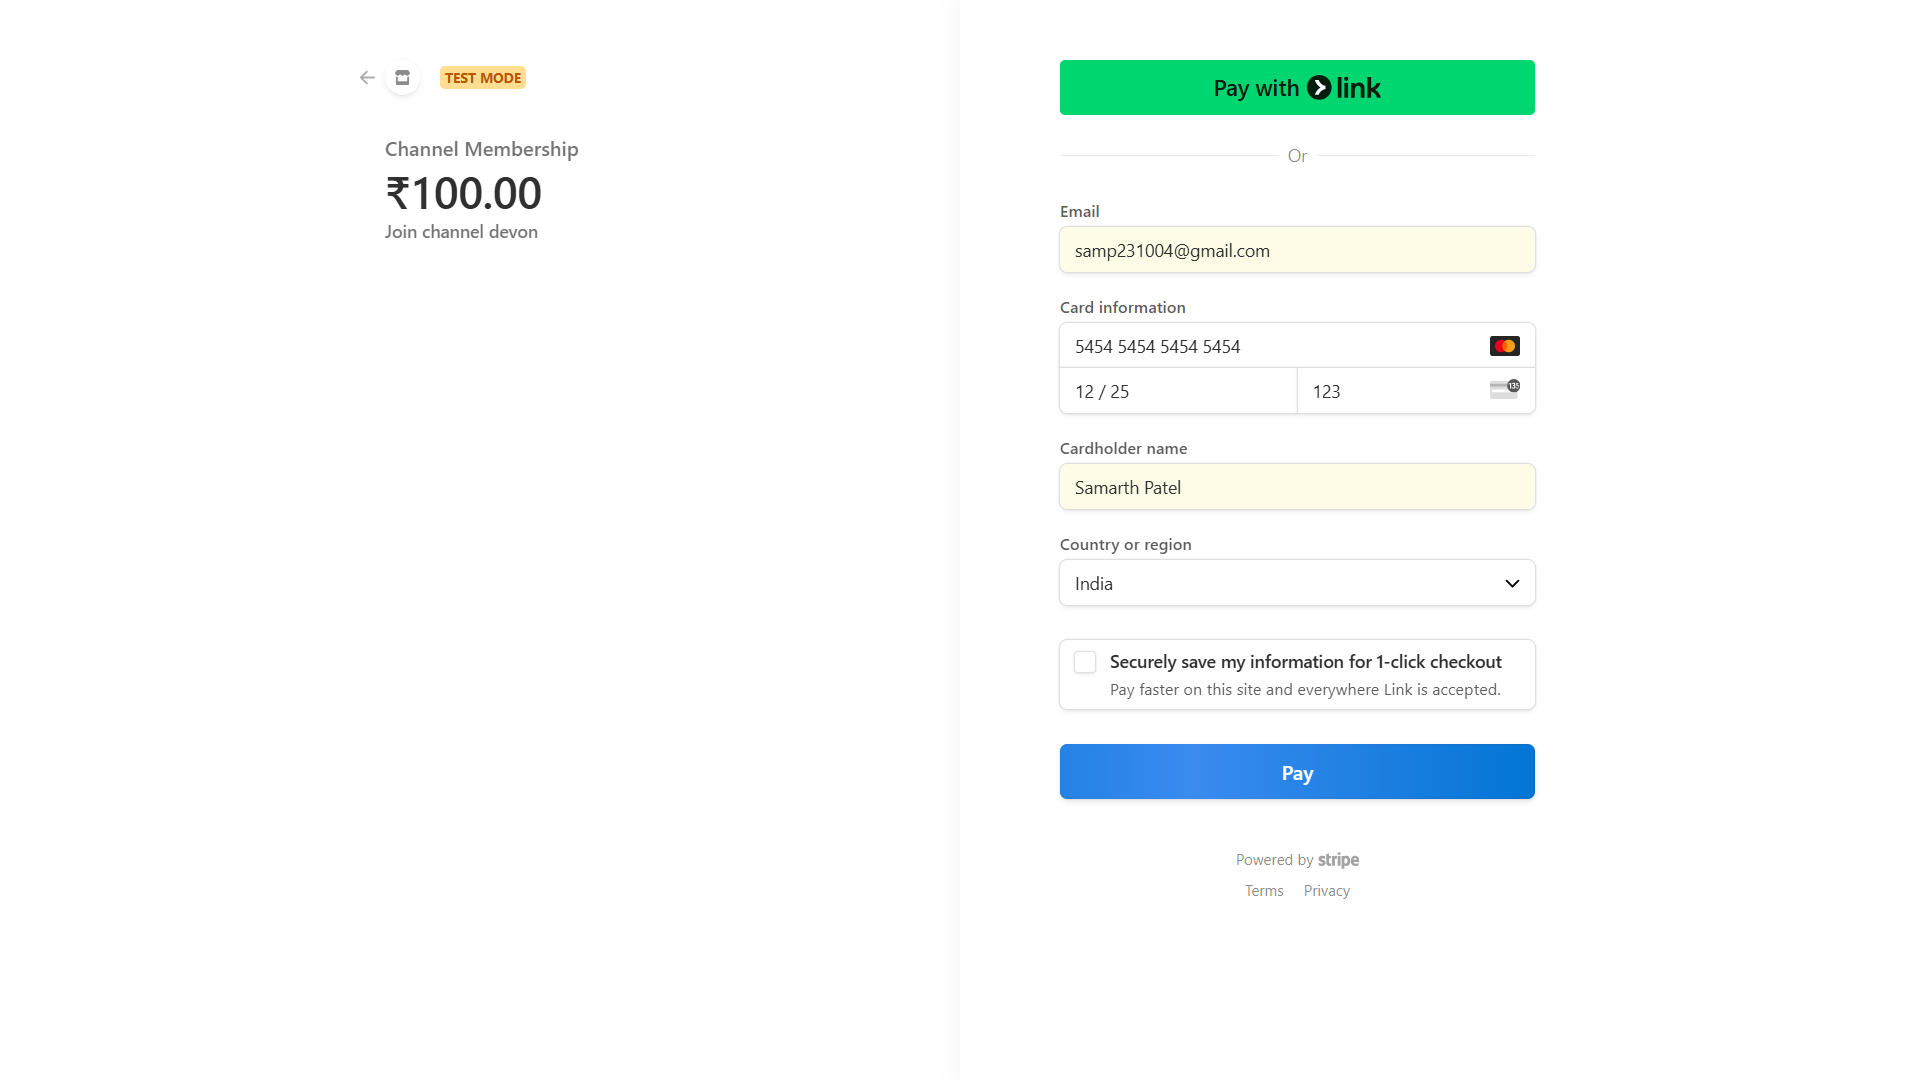 TEST MODE
Channel Membership
₹100.00
Join channel devon
Pay with link
Or
Email
samp231004@gmail.com
Card information
5454 5454 5454 5454
12 / 25
123
135
Cardholder name
Samarth Patel
Country or region
India
Securely save my information for 1-click checkout
Pay faster on this site and everywhere Link is accepted.
Pay
Powered by stripe
Terms Privacy